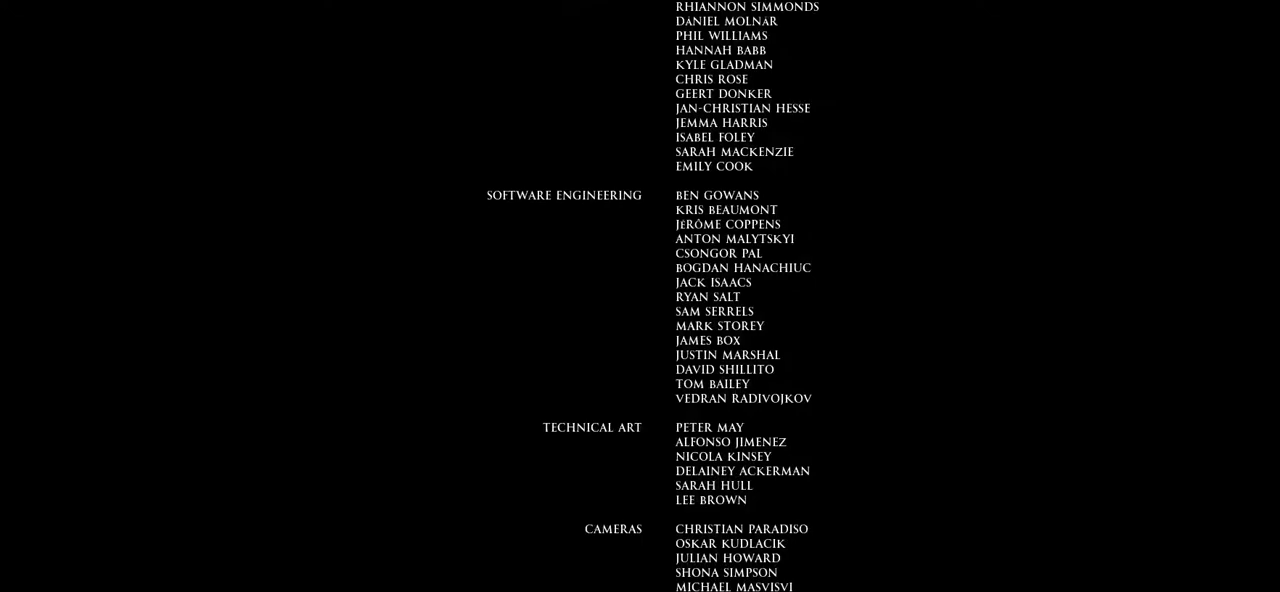 RHIANNON SIMMONDS
DÁNIEL MOLNÁR
PHIL WILLIAMS
HANNAH BABB
KYLE GLADMAN
CHRIS ROSE
GEERT DONKER
JAN-CHRISTIAN HESSE
JEMMA HARRIS
ISABEL FOLEY
SARAH MACKENZIE
EMILY COOK
SOFTWARE ENGINEERING BEN GOWANS
KRIS BEAUMONT
JÉRÔME COPPENS
ANTON MALYTSKYI
CSONGOR PAL
BOGDAN HANACHIUC
JACK ISAACS
RYAN SALT
SAM SERRELS
MARK STOREY
JAMES BOX
JUSTIN MARSHAL
DAVID SHILLITO
TOM BAILEY
VEDRAN RADIVOJKOV
TECHNICAL ART PETER MAY
ALFONSO JIMENEZ
NICOLA KINSEY
DELAINEY ACKERMAN
SARAH HULL
LEE BROWN
CAMERAS CHRISTIAN PARADISO
OSKAR KUDLACIK
JULIAN HOWARD
SHONA SIMPSON
MICHAEL MASVISVI